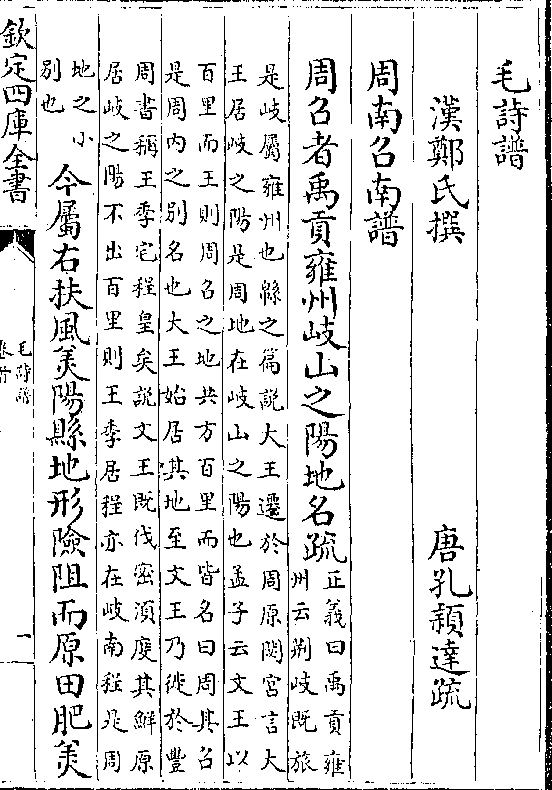 毛詩譜
漢鄭氏撰 唐孔穎達疏
周南召南譜
周召者禹貢雍州岐山之陽地名疏
正義曰禹貢雍
州云荆岐既旅
是岐屬雍州也緜之篇說大王遷於周原閟宮言大
王居岐之陽是周地在岐山之陽也孟子云文王以
百里而王則周召之地共方百里而皆名曰周其召
是周内之别名也大王始居其地至文王乃徙於豐
周書稱王季宅程皇矣說文王既伐密須度其鮮原
居岐之陽不出百里則王季居程亦在岐南程是周
地之小
别也
今屬右扶風美陽縣地形險阻而原田肥美
欽定四庫全書
毛詩譜
一